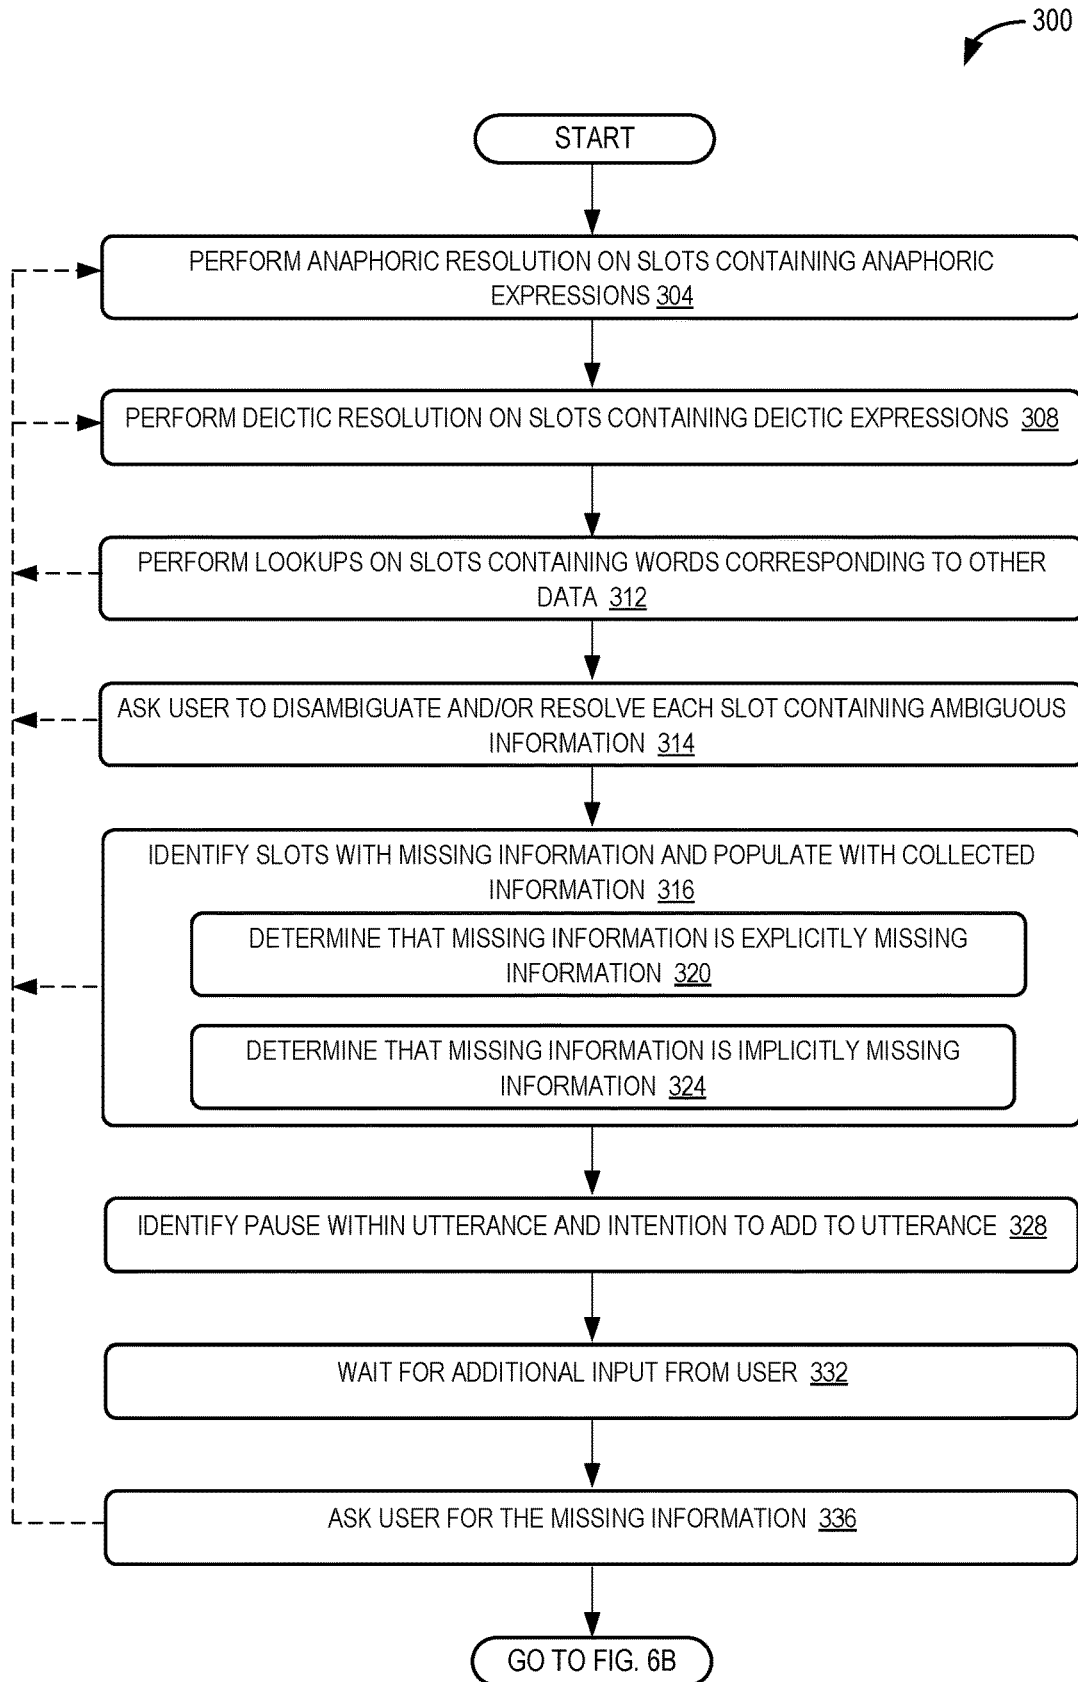 300
START
PERFORM ANAPHORIC RESOLUTION ON SLOTS CONTAINING ANAPHORIC
EXPRESSIONS 304
PERFORM DEICTIC RESOLUTION ON SLOTS CONTAINING DEICTIC EXPRESSIONS 308
PERFORM LOOKUPS ON SLOTS CONTAINING WORDS CORRESPONDING TO OTHER
DATA 312
ASK USER TO DISAMBIGUATE AND/OR RESOLVE EACH SLOT CONTAINING AMBIGUOUS
INFORMATION 314
IDENTIFY SLOTS WITH MISSING INFORMATION AND POPULATE WITH COLLECTED
INFORMATION 316
DETERMINE THAT MISSING INFORMATION IS EXPLICITLY MISSING
INFORMATION 320
DETERMINE THAT MISSING INFORMATION IS IMPLICITLY MISSING
INFORMATION 324
IDENTIFY PAUSE WITHIN UTTERANCE AND INTENTION TO ADD TO UTTERANCE 328
WAIT FOR ADDITIONAL INPUT FROM USER 332
ASK USER FOR THE MISSING INFORMATION 336
GO TO FIG. 6B